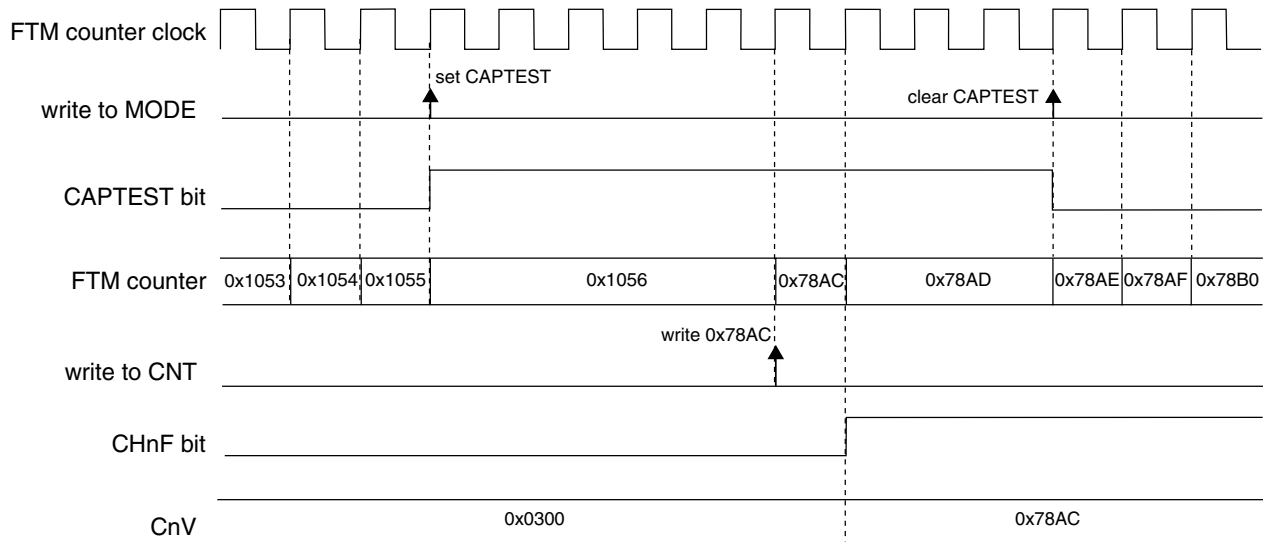 FTM counter clock
set CAPTEST
write to MODE
clear CAPTEST
CAPTEST bit
FTM counter
0x1053 0x1054 0x1055 0x1056 0x78AC 0x78AD 0x78AE 0x78AF 0x78B0
write 0x78AC
write to CNT
CHnF bit
CnV
0x0300 0x78AC